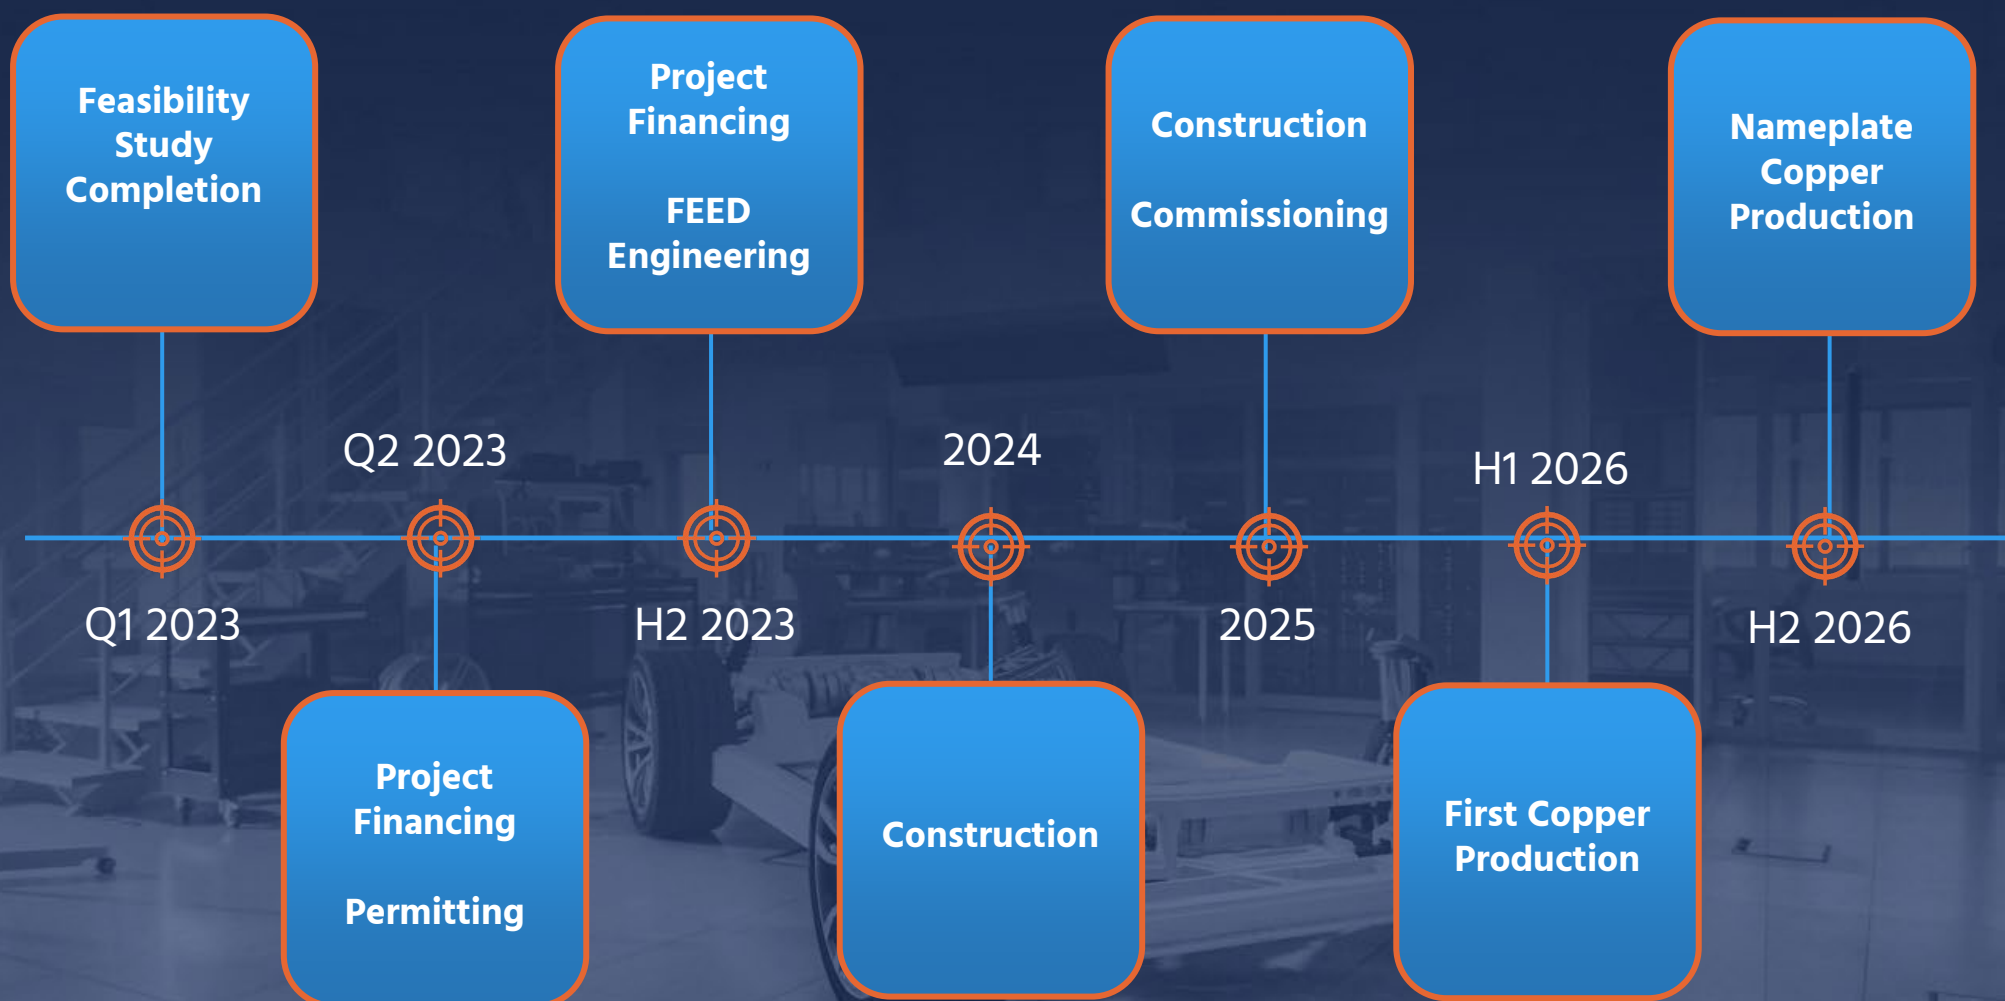 Feasibility
Study
Completion
Project
Financing
FEED
Engineering
Construction
Commissioning
Nameplate
Copper
Production
Q2 2023
2024
H1 2026
Q1 2023
H2 2023
2025
H2 2026
Project
Financing
Permitting
Construction
First Copper
Production